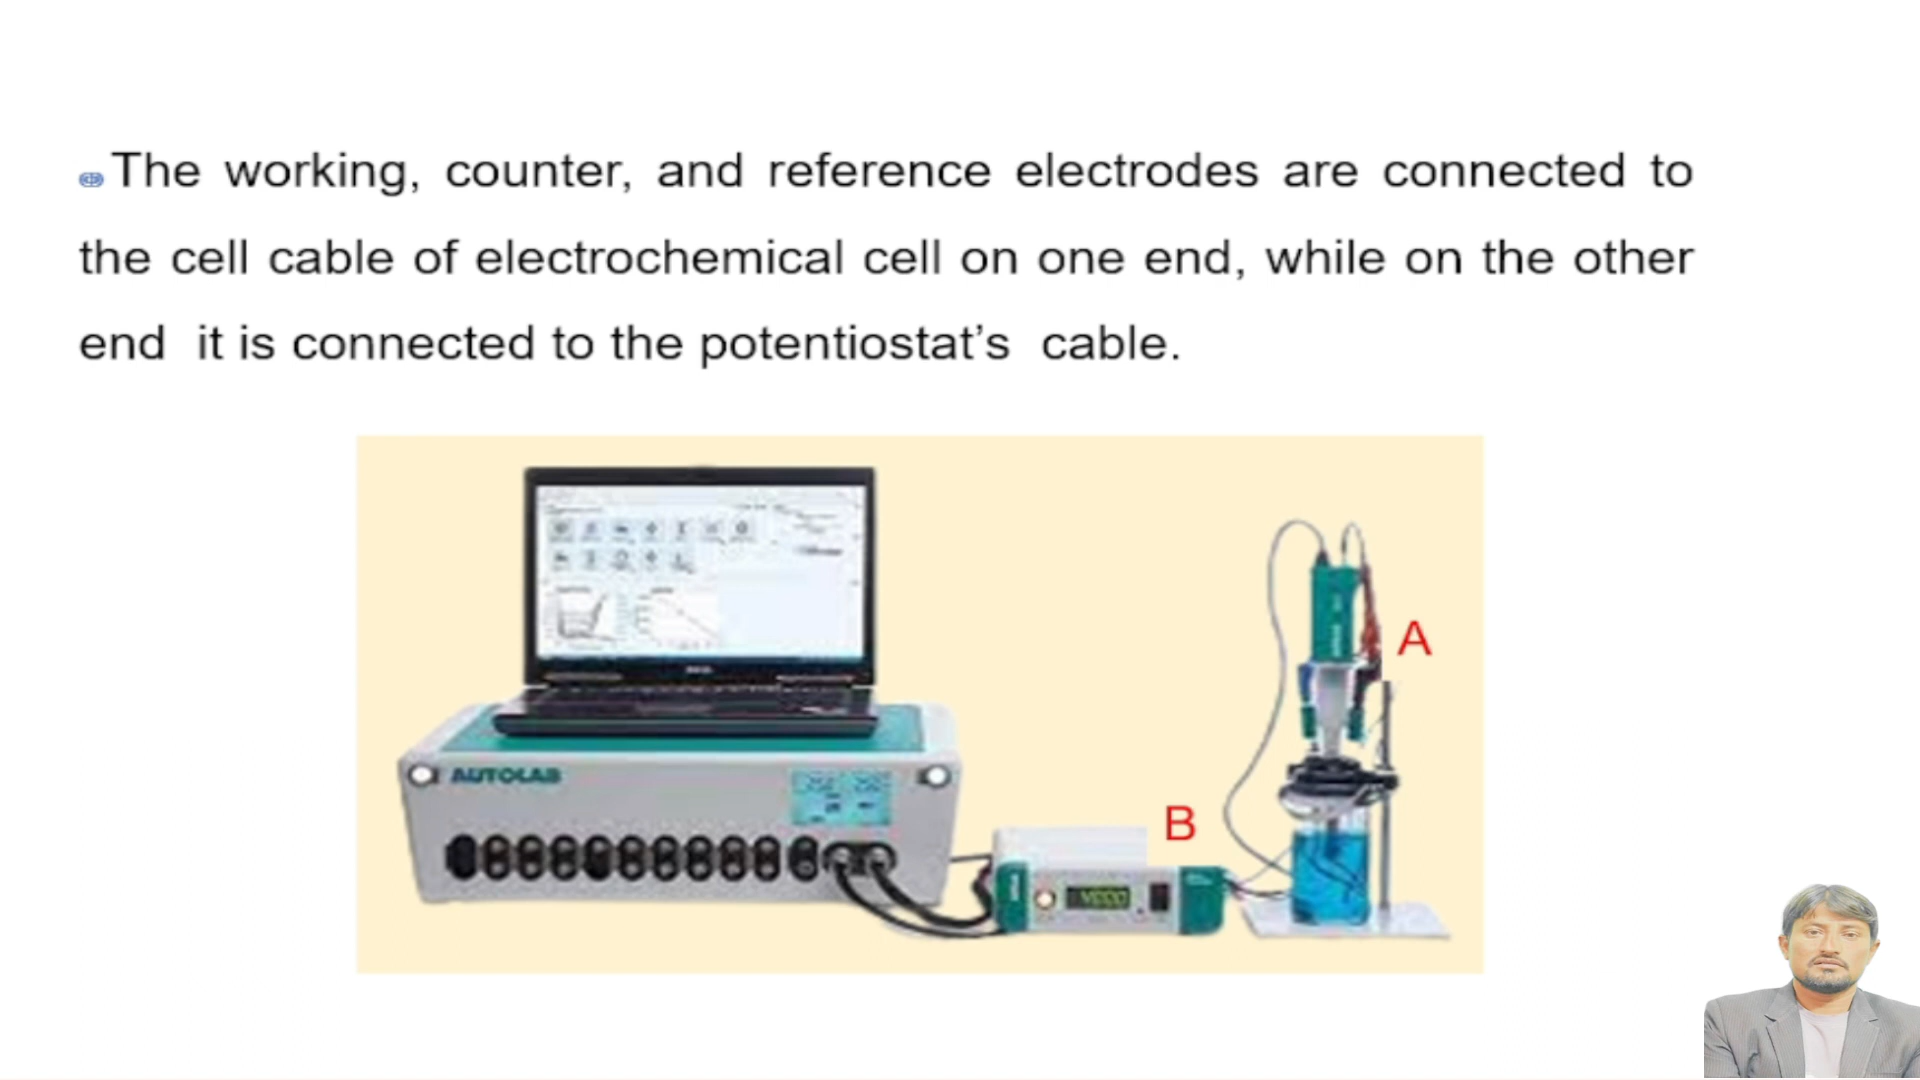 The working, counter, and reference electrodes are connected to
the cell cable of electrochemical cell on one end, while on the other
end it is connected to the potentiostat’s cable.
A
AUTOLAB
B